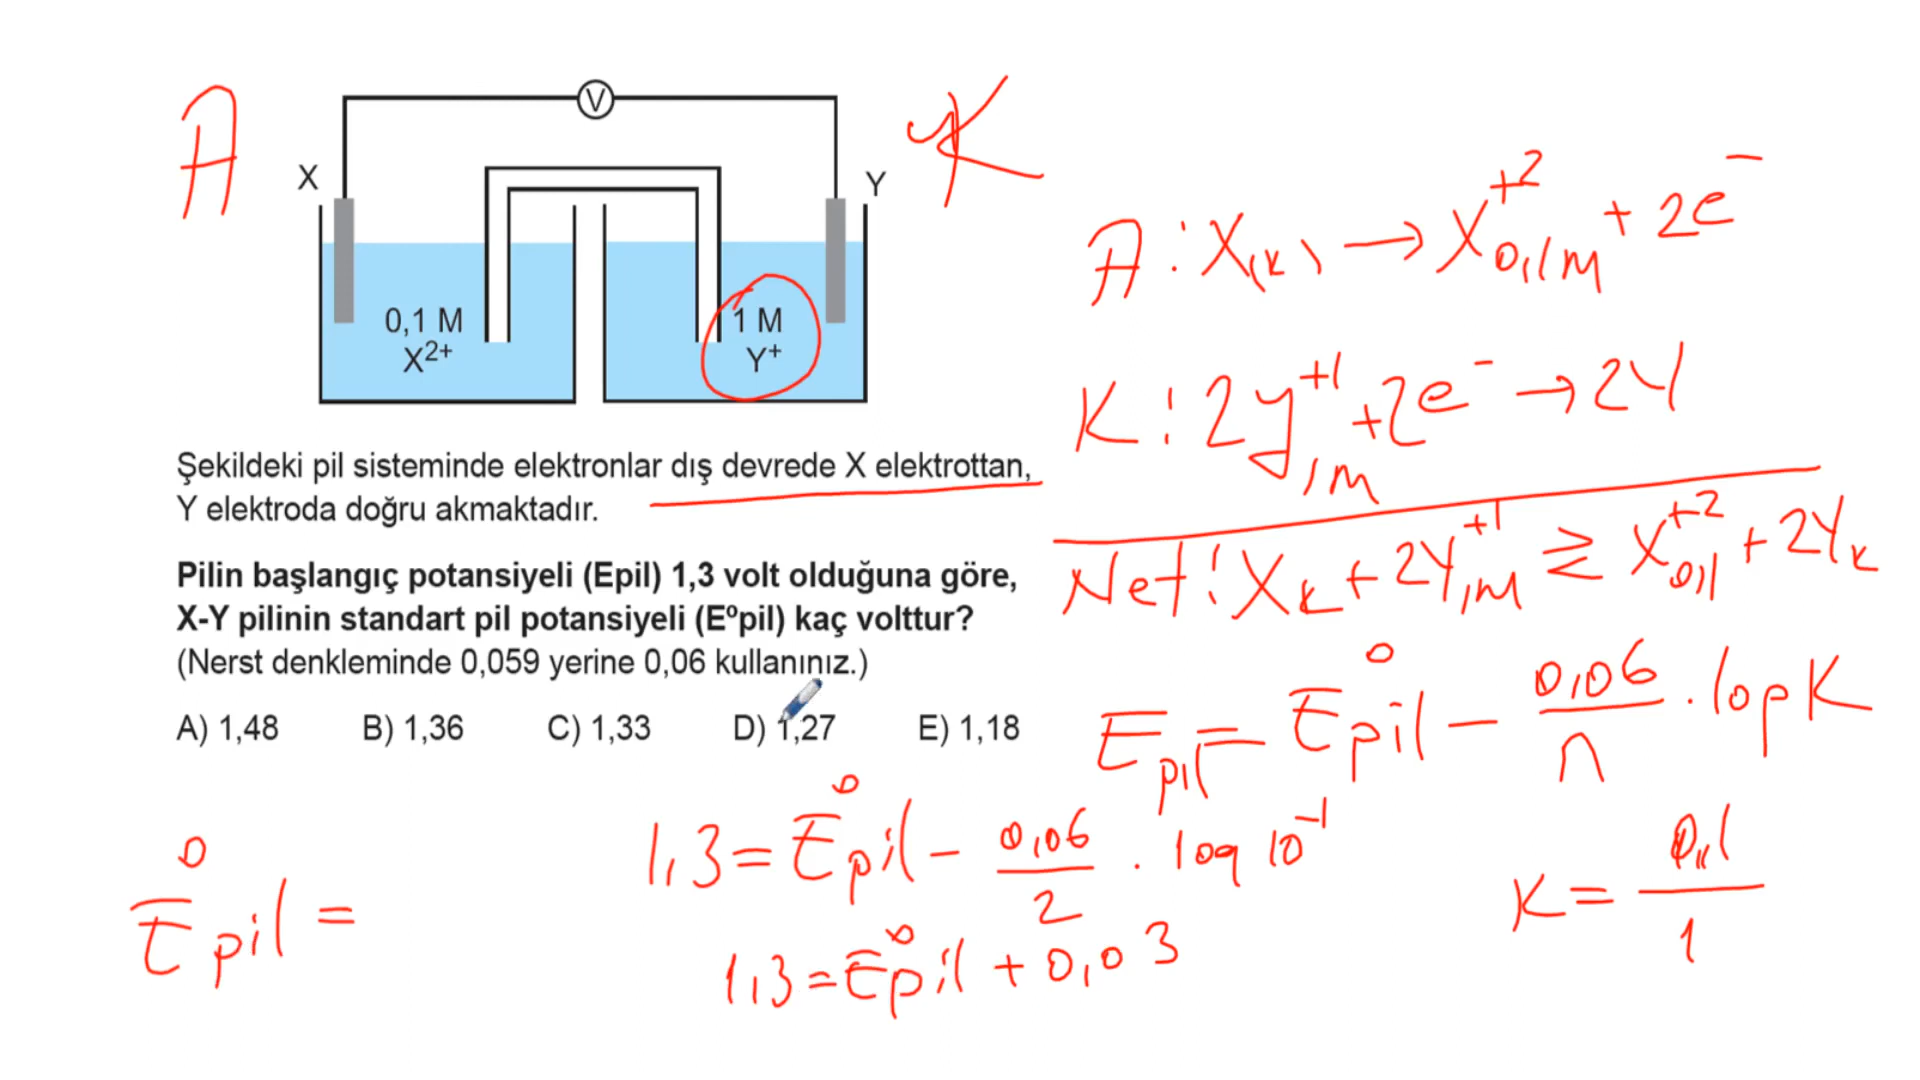 A
V
K
X
Y
0,1 M
X2+
1 M
Y+
Şekildeki pil sisteminde elektronlar dış devrede X elektrottan,
Y elektroda doğru akmaktadır.
Pilin başlangıç potansiyeli (Epil) 1,3 volt olduğuna göre,
X-Y pilinin standart pil potansiyeli (Eºpil) kaç volttur?
(Nerst denkleminde 0,059 yerine 0,06 kullanınız.)
A) 1,48 B) 1,36 C) 1,33 D) 1,27 E) 1,18
A: X(k) → X+2 0,1M + 2e-
K: 2y+1 1M + 2e- → 2Y
Net: Xk + 2Y+1 1M ⇄ X+2 0,1 + 2Yk
Epil = E°pil - 0,06/n . log K
K = 0,1/1
1,3 = E°pil - 0,06/2 . log 10-1
1,3 = E°pil + 0,03
E°pil =